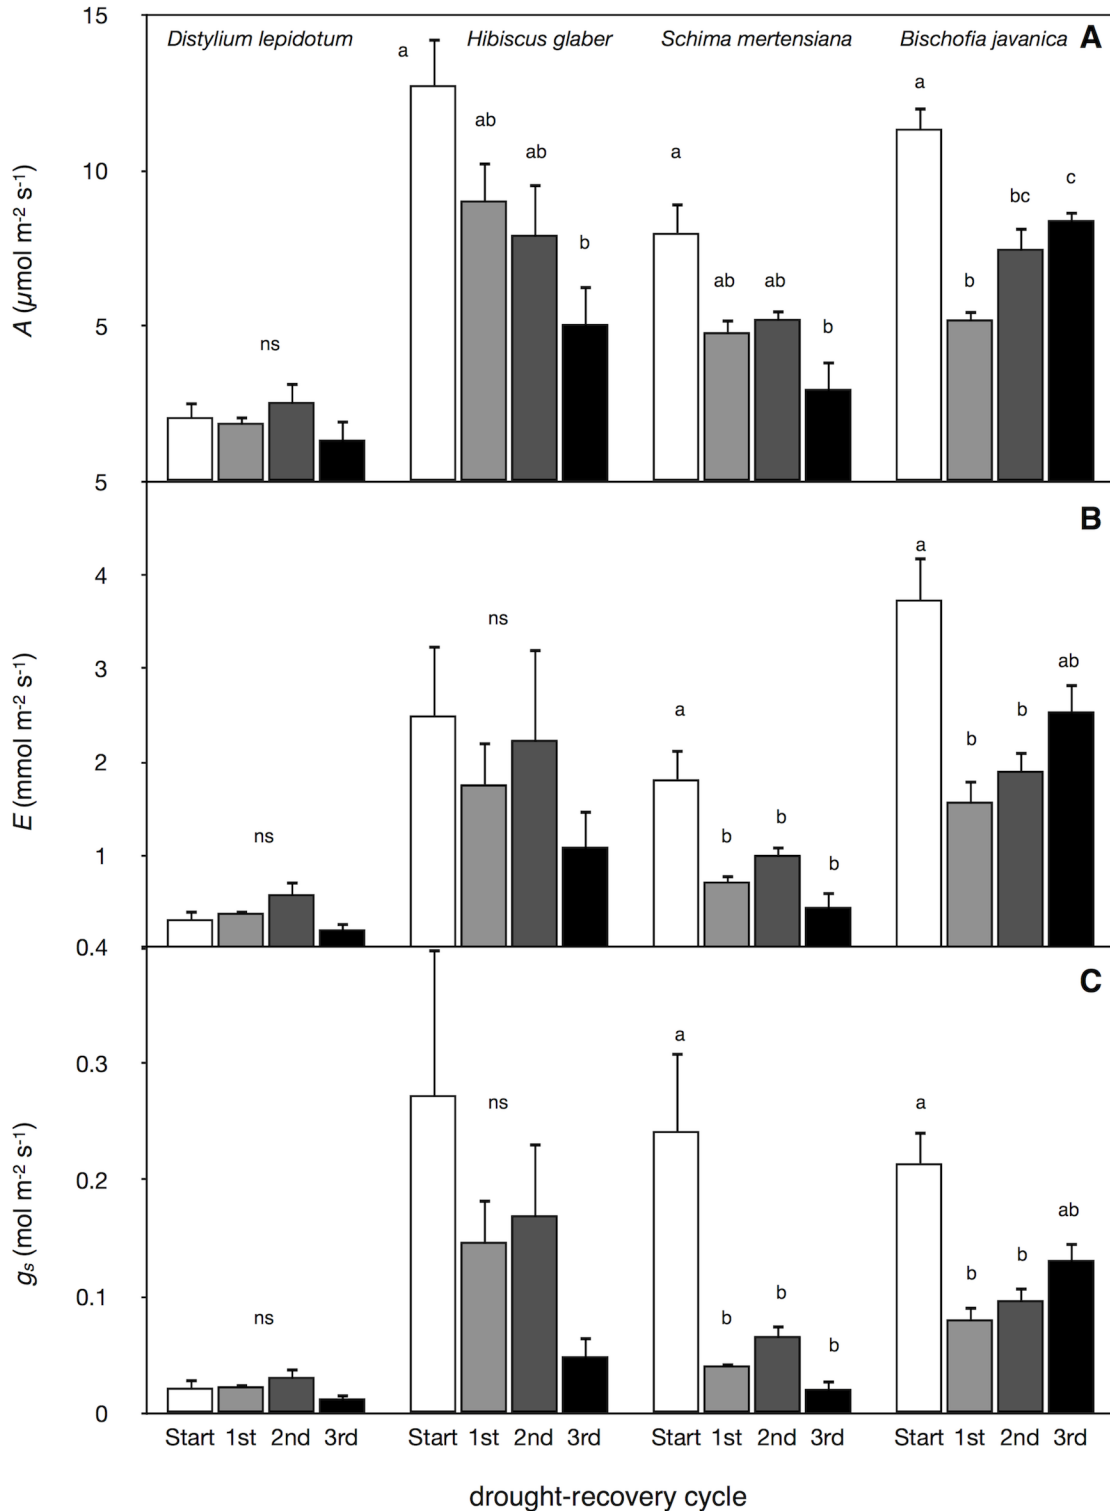 15
Distylium lepidotum Hibiscus glaber Schima mertensiana Bischofia javanica A
a
ab
ab
b
a
ab
ab
b
a
b
bc
c
ns
10
5
A (µmol m-2 s-1)
5
B
4
3
2
1
E (mmol m-2 s-1)
ns
ns
a
b
b
b
a
b
b
ab
0.4
C
0.3
0.2
0.1
0
gs (mol m-2 s-1)
ns
ns
a
b
b
b
a
b
b
ab
Start 1st 2nd 3rd Start 1st 2nd 3rd Start 1st 2nd 3rd Start 1st 2nd 3rd
drought-recovery cycle